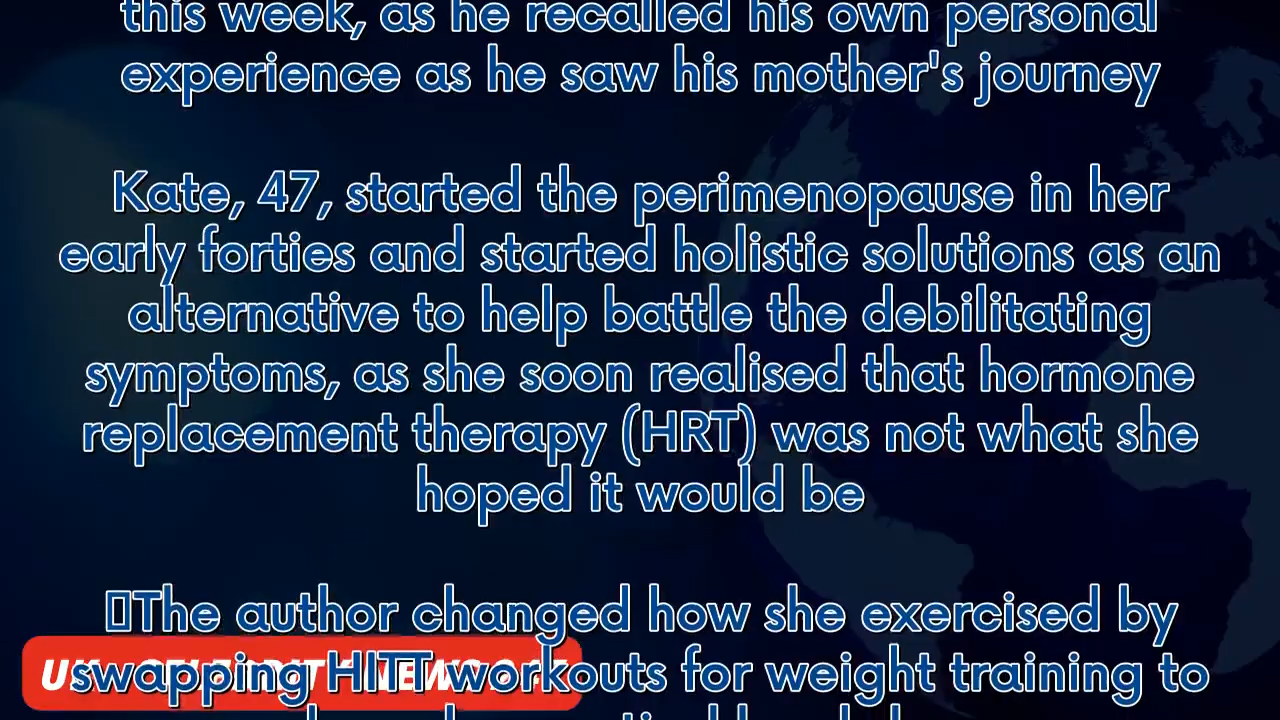 this week, as he recalled his own personal
experience as he saw his mother's journey
Kate, 47, started the perimenopause in her
early forties and started holistic solutions as an
alternative to help battle the debilitating
symptoms, as she soon realised that hormone
replacement therapy (HRT) was not what she
hoped it would be
The author changed how she exercised by
swapping HITT workouts for weight training to